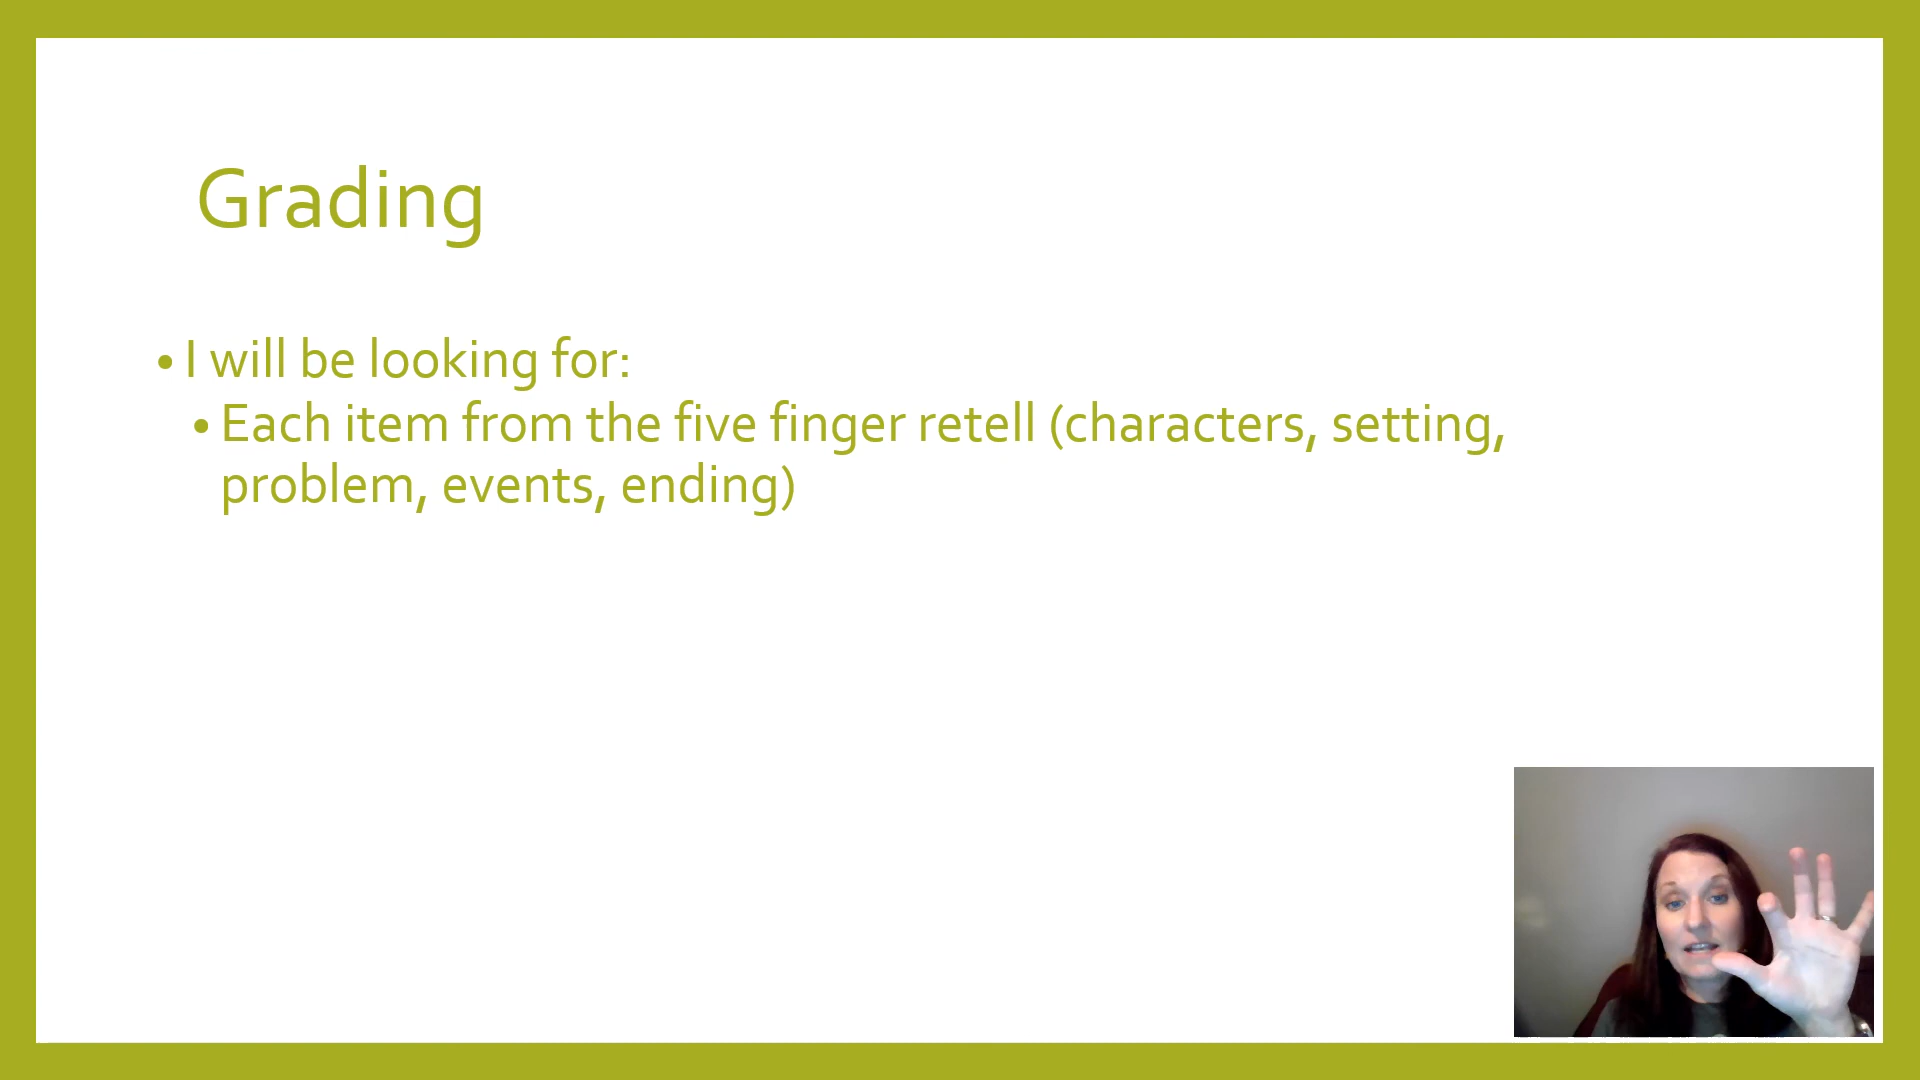 Grading
• I will be looking for:
• Each item from the five finger retell (characters, setting,
problem, events, ending)